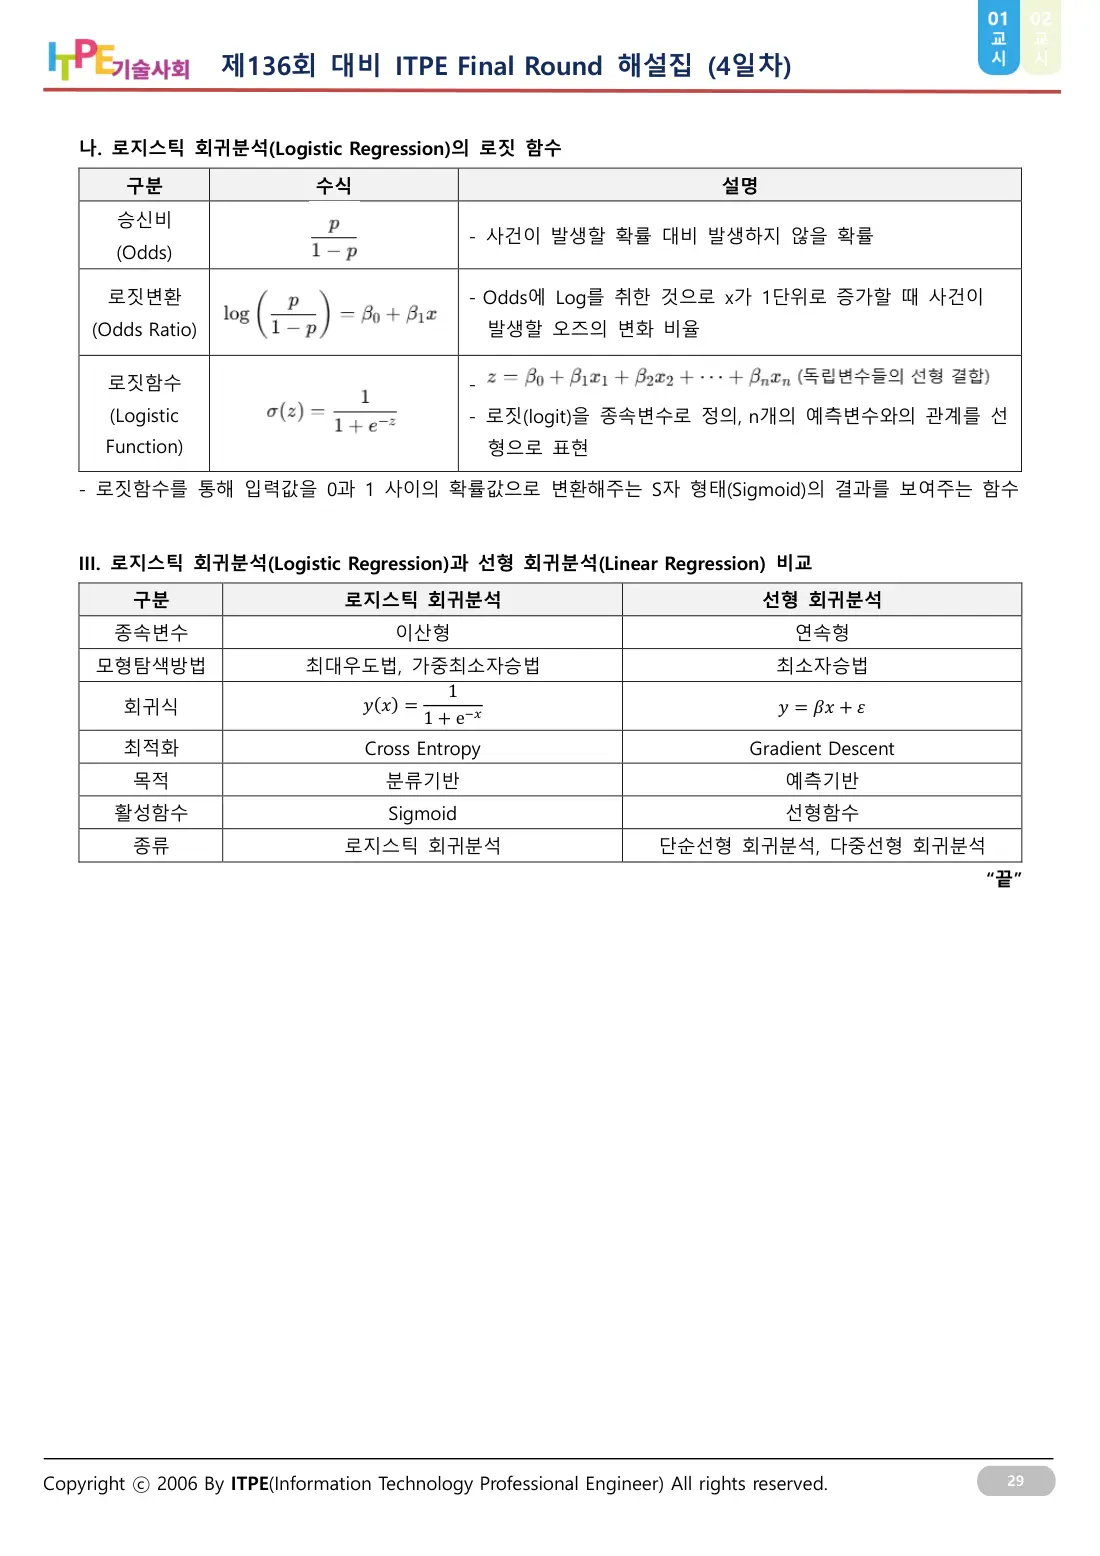 ITPE기술사회 제136회 대비 ITPE Final Round 해설집 (4일차)
01 교 시
02 교 시
나. 로지스틱 회귀분석(Logistic Regression)의 로짓 함수
구분 수식 설명
승신비 (Odds) p / (1 − p) - 사건이 발생할 확률 대비 발생하지 않을 확률
로짓변환 (Odds Ratio) log ( p / (1 − p) ) = β₀ + β₁x - Odds에 Log를 취한 것으로 x가 1단위로 증가할 때 사건이
발생할 오즈의 변화 비율
로짓함수 (Logistic Function) σ(z) = 1 / (1 + e⁻ᶻ) - z = β₀ + β₁x₁ + β₂x₂ + ⋯ + βₙxₙ (독립변수들의 선형 결합)
- 로짓(logit)을 종속변수로 정의, n개의 예측변수와의 관계를 선
형으로 표현
- 로짓함수를 통해 입력값을 0과 1 사이의 확률값으로 변환해주는 S자 형태(Sigmoid)의 결과를 보여주는 함수
III. 로지스틱 회귀분석(Logistic Regression)과 선형 회귀분석(Linear Regression) 비교
구분 로지스틱 회귀분석 선형 회귀분석
종속변수 이산형 연속형
모형탐색방법 최대우도법, 가중최소자승법 최소자승법
회귀식 y(x) = 1 / (1 + e⁻ˣ) y = βx + ε
최적화 Cross Entropy Gradient Descent
목적 분류기반 예측기반
활성함수 Sigmoid 선형함수
종류 로지스틱 회귀분석 단순선형 회귀분석, 다중선형 회귀분석
“끝”
Copyright ⓒ 2006 By ITPE(Information Technology Professional Engineer) All rights reserved.
29